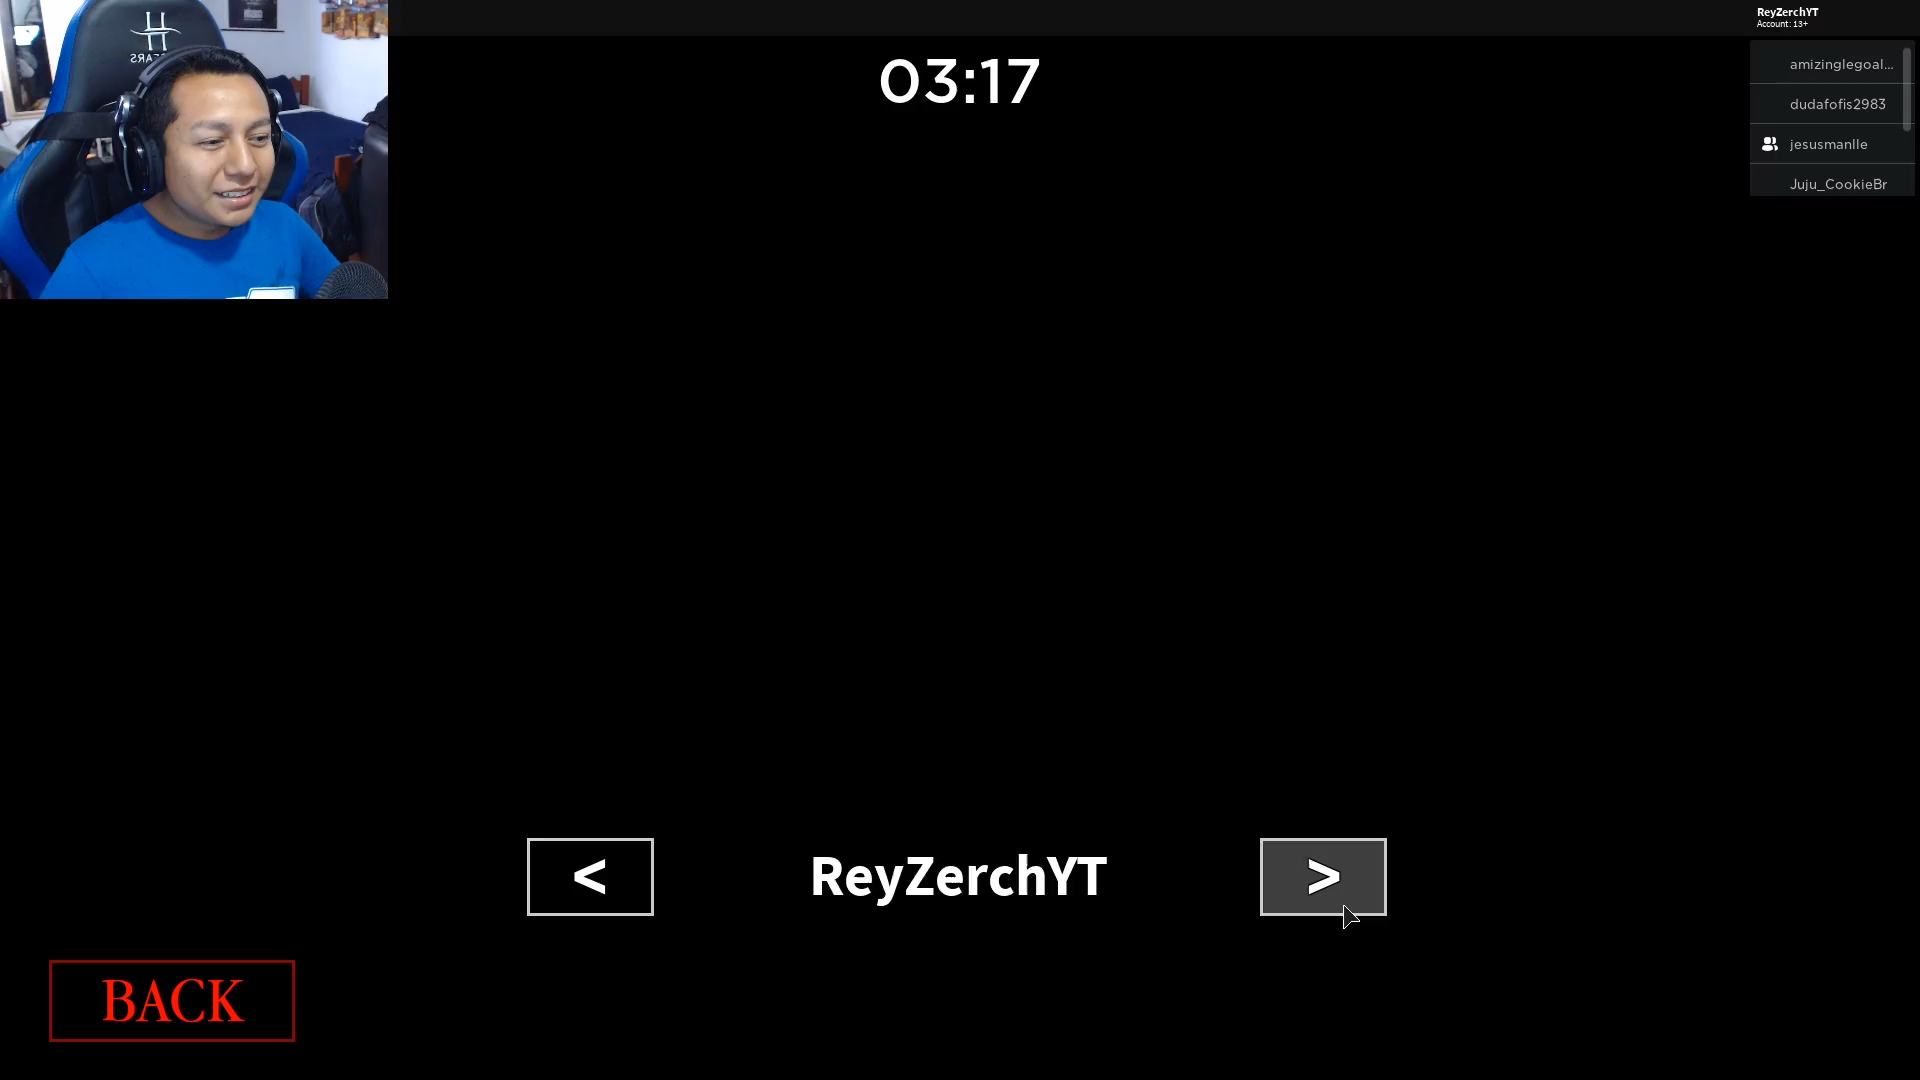 ReyZerchYT
Account: 13+
03:17
amizinglegoal...
dudafofis2983
jesusmanlle
Juju_CookieBr
<
ReyZerchYT
>
BACK